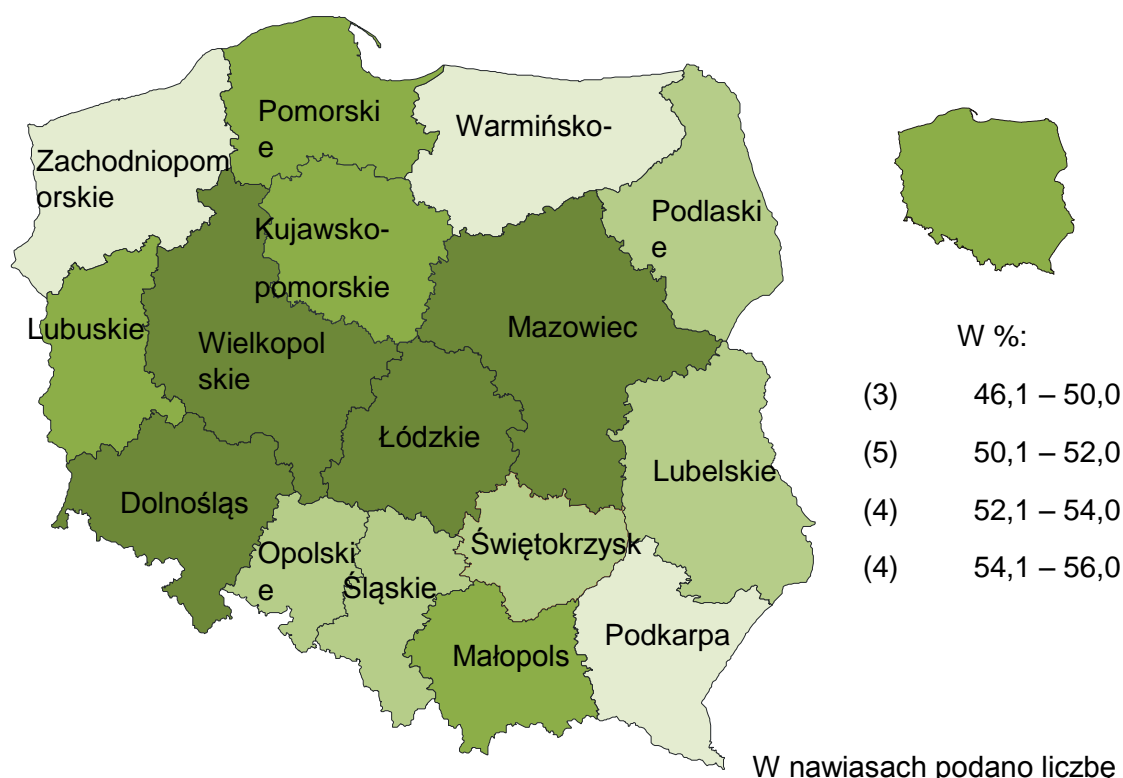 Pomorski
e
Warmińsko-
Zachodniopom
orskie
Podlaski
e
Kujawsko-
pomorskie
Lubuskie
Wielkopol
skie
Mazowiec
Łódzkie
Lubelskie
Dolnośląs
Opolski
e
Śląskie
Świętokrzysk
Małopols
Podkarpa
W %:
(3) 46,1 – 50,0
(5) 50,1 – 52,0
(4) 52,1 – 54,0
(4) 54,1 – 56,0
W nawiasach podano liczbę